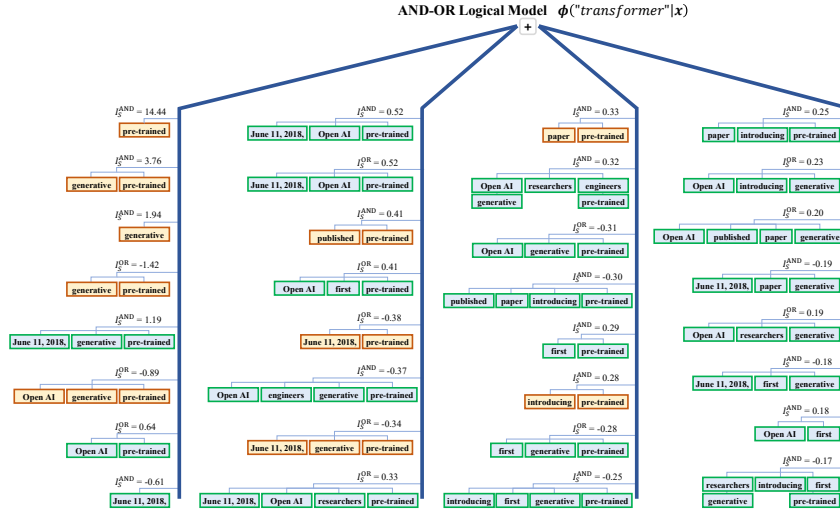 AND-OR Logical Model ϕ("transformer"|x)
+
I_S^AND = 14.44
pre-trained
I_S^AND = 3.76
generative pre-trained
I_S^AND = 1.94
generative
I_S^OR = -1.42
generative pre-trained
I_S^AND = 1.19
June 11, 2018, generative pre-trained
I_S^OR = -0.89
Open AI generative pre-trained
I_S^OR = 0.64
Open AI pre-trained
I_S^AND = -0.61
June 11, 2018,
I_S^AND = 0.52
June 11, 2018, Open AI pre-trained
I_S^OR = 0.52
June 11, 2018, Open AI pre-trained
I_S^AND = 0.41
published pre-trained
I_S^OR = 0.41
Open AI first pre-trained
I_S^OR = -0.38
June 11, 2018, pre-trained
I_S^AND = -0.37
Open AI engineers generative pre-trained
I_S^OR = -0.34
June 11, 2018, generative pre-trained
I_S^OR = 0.33
June 11, 2018, Open AI researchers pre-trained
I_S^AND = 0.33
paper pre-trained
I_S^AND = 0.32
Open AI researchers engineers
generative pre-trained
I_S^OR = -0.31
Open AI generative pre-trained
I_S^AND = -0.30
published paper introducing pre-trained
I_S^AND = 0.29
first pre-trained
I_S^AND = 0.28
introducing pre-trained
I_S^OR = -0.28
first generative pre-trained
I_S^AND = -0.25
introducing first generative pre-trained
I_S^AND = 0.25
paper introducing pre-trained
I_S^OR = 0.23
Open AI introducing generative
I_S^OR = 0.20
Open AI published paper generative
I_S^AND = -0.19
June 11, 2018, paper generative
I_S^OR = 0.19
Open AI researchers generative
I_S^AND = -0.18
June 11, 2018, first generative
I_S^AND = 0.18
Open AI first
I_S^AND = -0.17
researchers introducing first
generative pre-trained